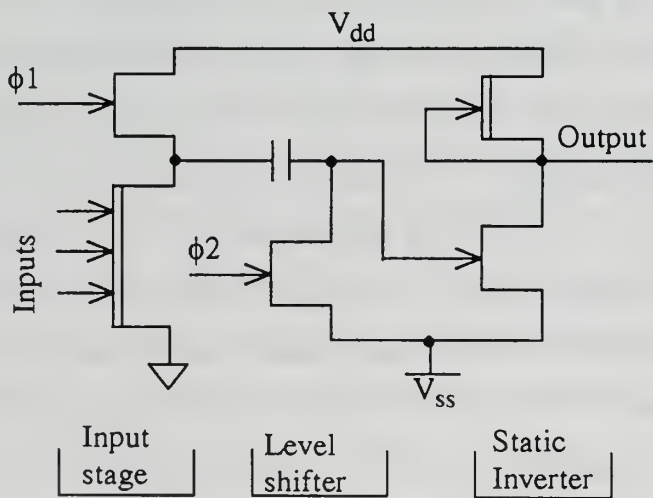 V_dd
ϕ1
Output
Inputs
ϕ2
V_ss
Input
stage
Level
shifter
Static
Inverter